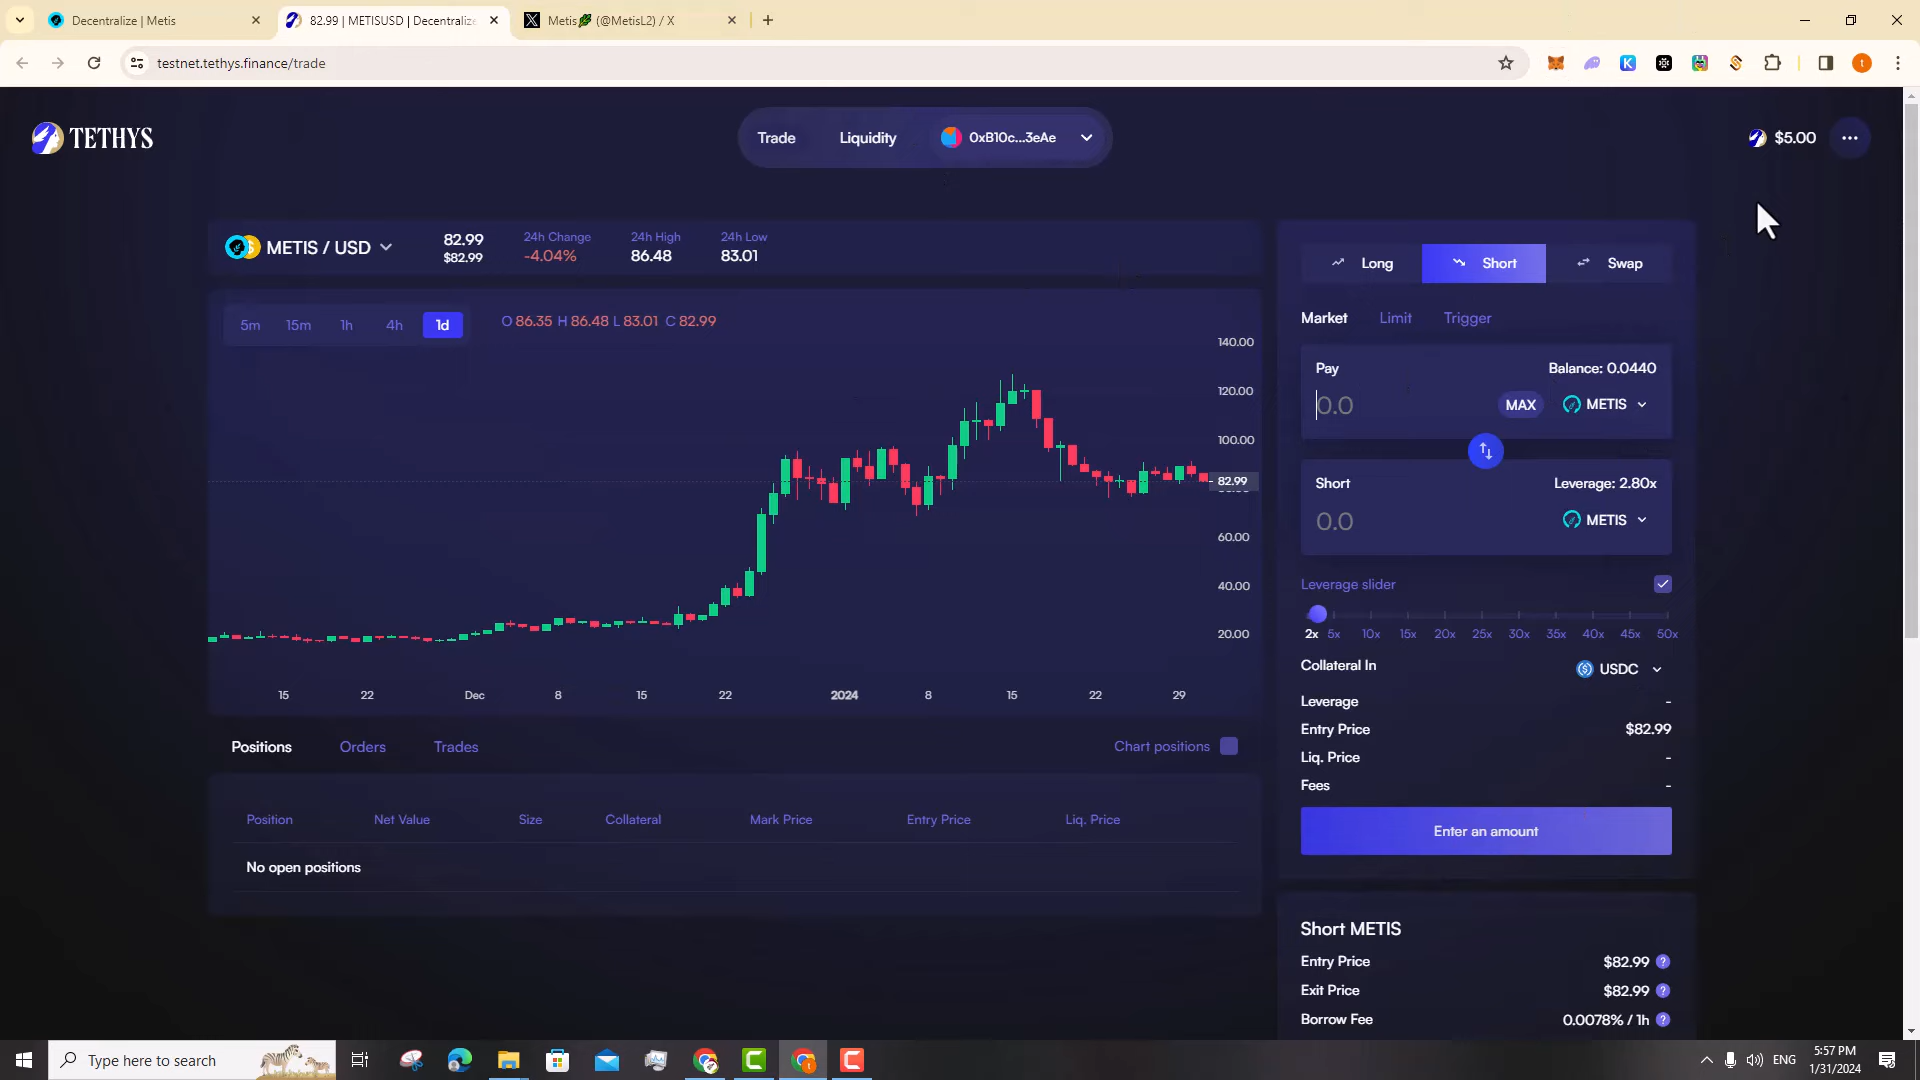 Decentralize | Metis
82.99 | METISUSD | Decentralize
Metis🌿 (@MetisL2) / X
testnet.tethys.finance/trade
TETHYS
Trade
Liquidity
0xB10c...3eAe
$5.00
METIS / USD
82.99
$82.99
24h Change
-4.04%
24h High
86.48
24h Low
83.01
Long
Short
Swap
5m
15m
1h
4h
1d
O 86.35 H 86.48 L 83.01 C 82.99
Market
Limit
Trigger
140.00
120.00
100.00
82.99
60.00
40.00
20.00
15
22
Dec
8
15
22
2024
8
15
22
29
Pay
Balance: 0.0440
0.0
MAX
METIS
Short
Leverage: 2.80x
0.0
METIS
Leverage slider
2x 5x 10x 15x 20x 25x 30x 35x 40x 45x 50x
Collateral In
USDC
Leverage
-
Entry Price
$82.99
Liq. Price
-
Fees
-
Enter an amount
Positions
Orders
Trades
Chart positions
Position
Net Value
Size
Collateral
Mark Price
Entry Price
Liq. Price
No open positions
Short METIS
Entry Price
$82.99 ?
Exit Price
$82.99 ?
Borrow Fee
0.0078% / 1h ?
Type here to search
ENG
5:57 PM
1/31/2024